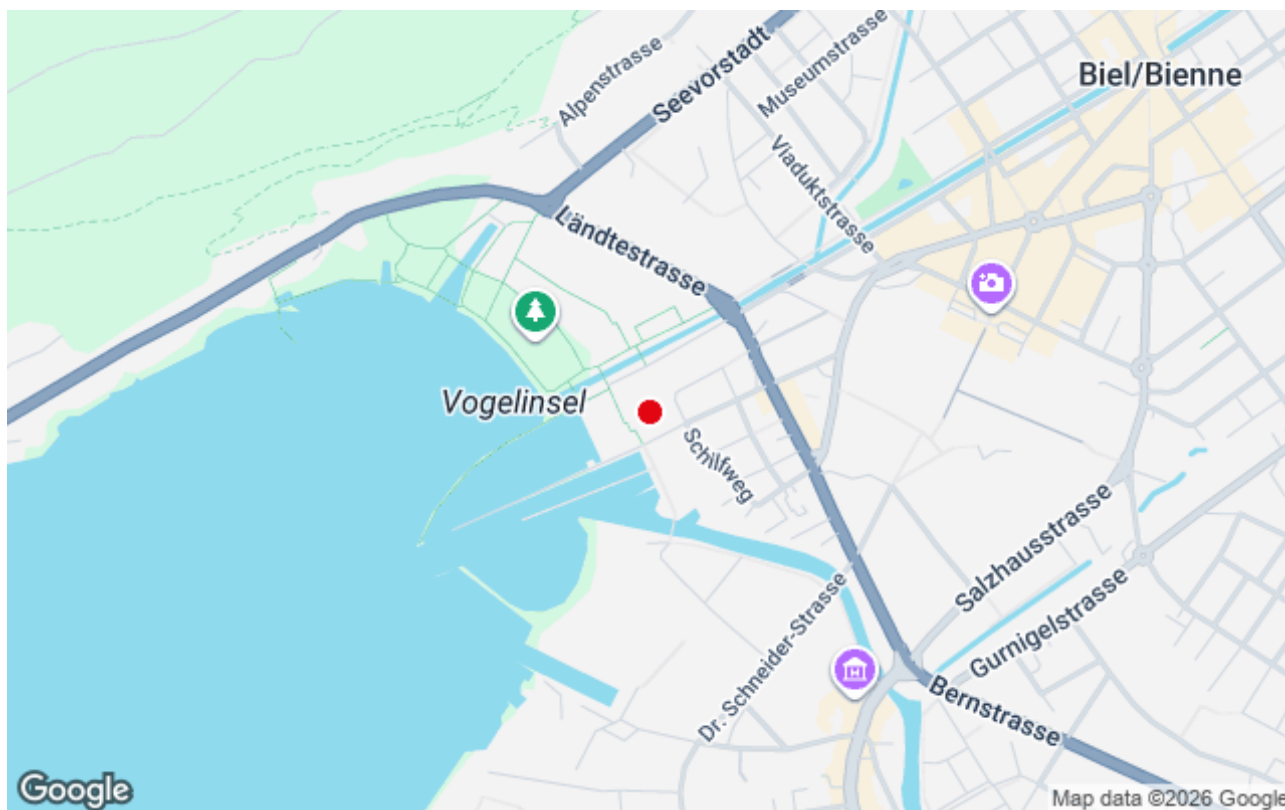 Biel/Bienne
Seevorstadt
Alpenstrasse
Museumstrasse
Viaduktstrasse
Ländtestrasse
Vogelinsel
Schilfweg
Salzhausstrasse
Gurnigelstrasse
Dr. Schneider-Strasse
Bernstrasse
H
Google
Map data ©2026 Google